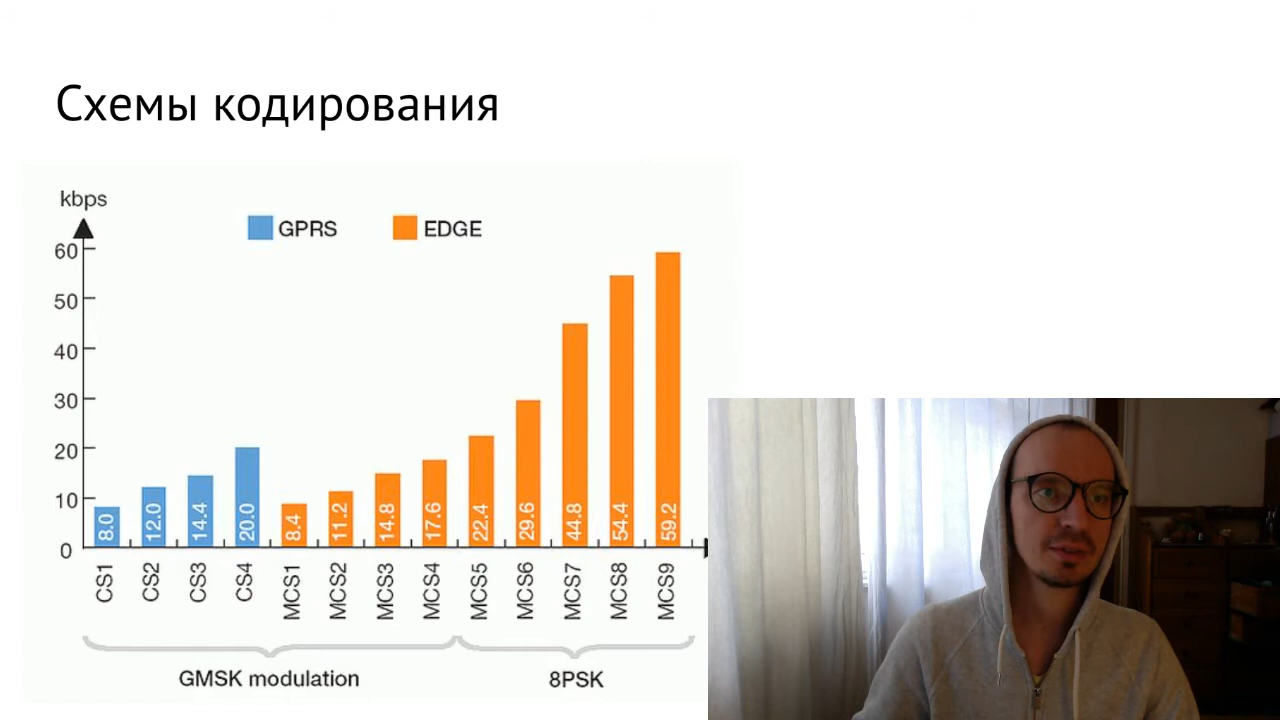 Схемы кодирования
kbps
GPRS EDGE
60
50
40
30
20
10
0
8.0 12.0 14.4 20.0 8.4 11.2 14.8 17.6 22.4 29.6 44.8 54.4 59.2
CS1 CS2 CS3 CS4 MCS1 MCS2 MCS3 MCS4 MCS5 MCS6 MCS7 MCS8 MCS9
GMSK modulation 8PSK